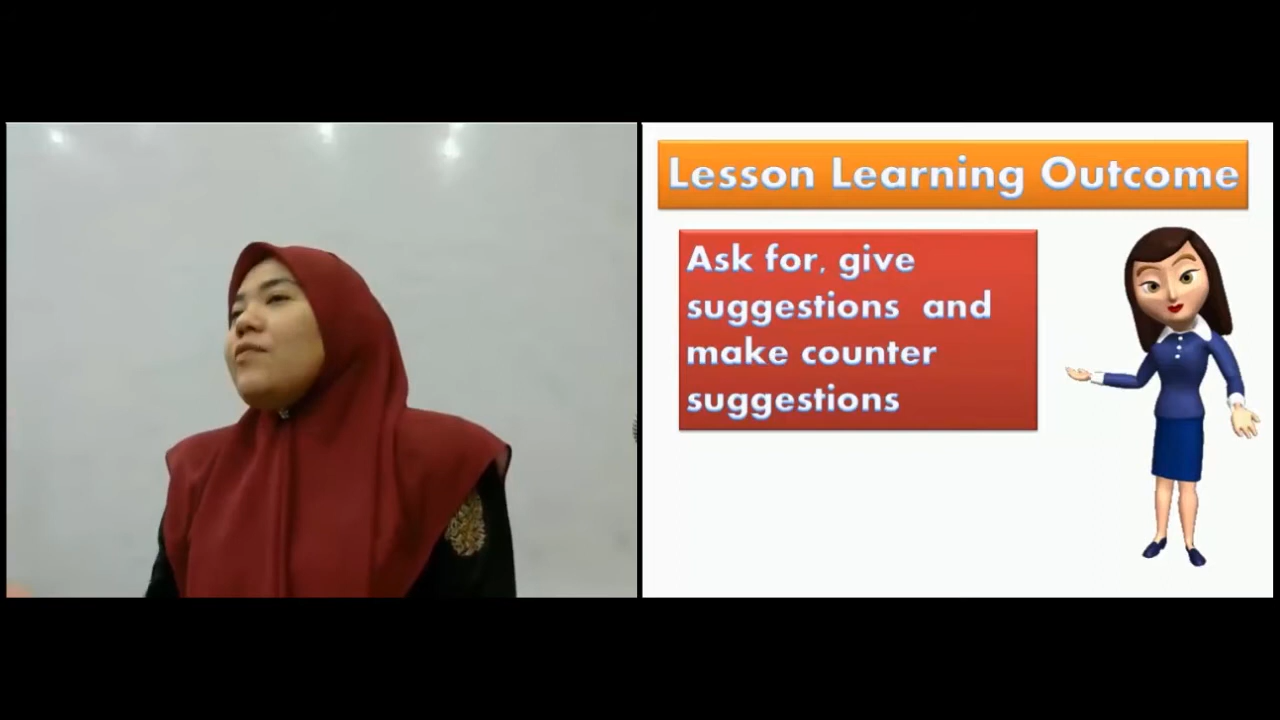 Lesson Learning Outcome
Ask for, give
suggestions and
make counter
suggestions